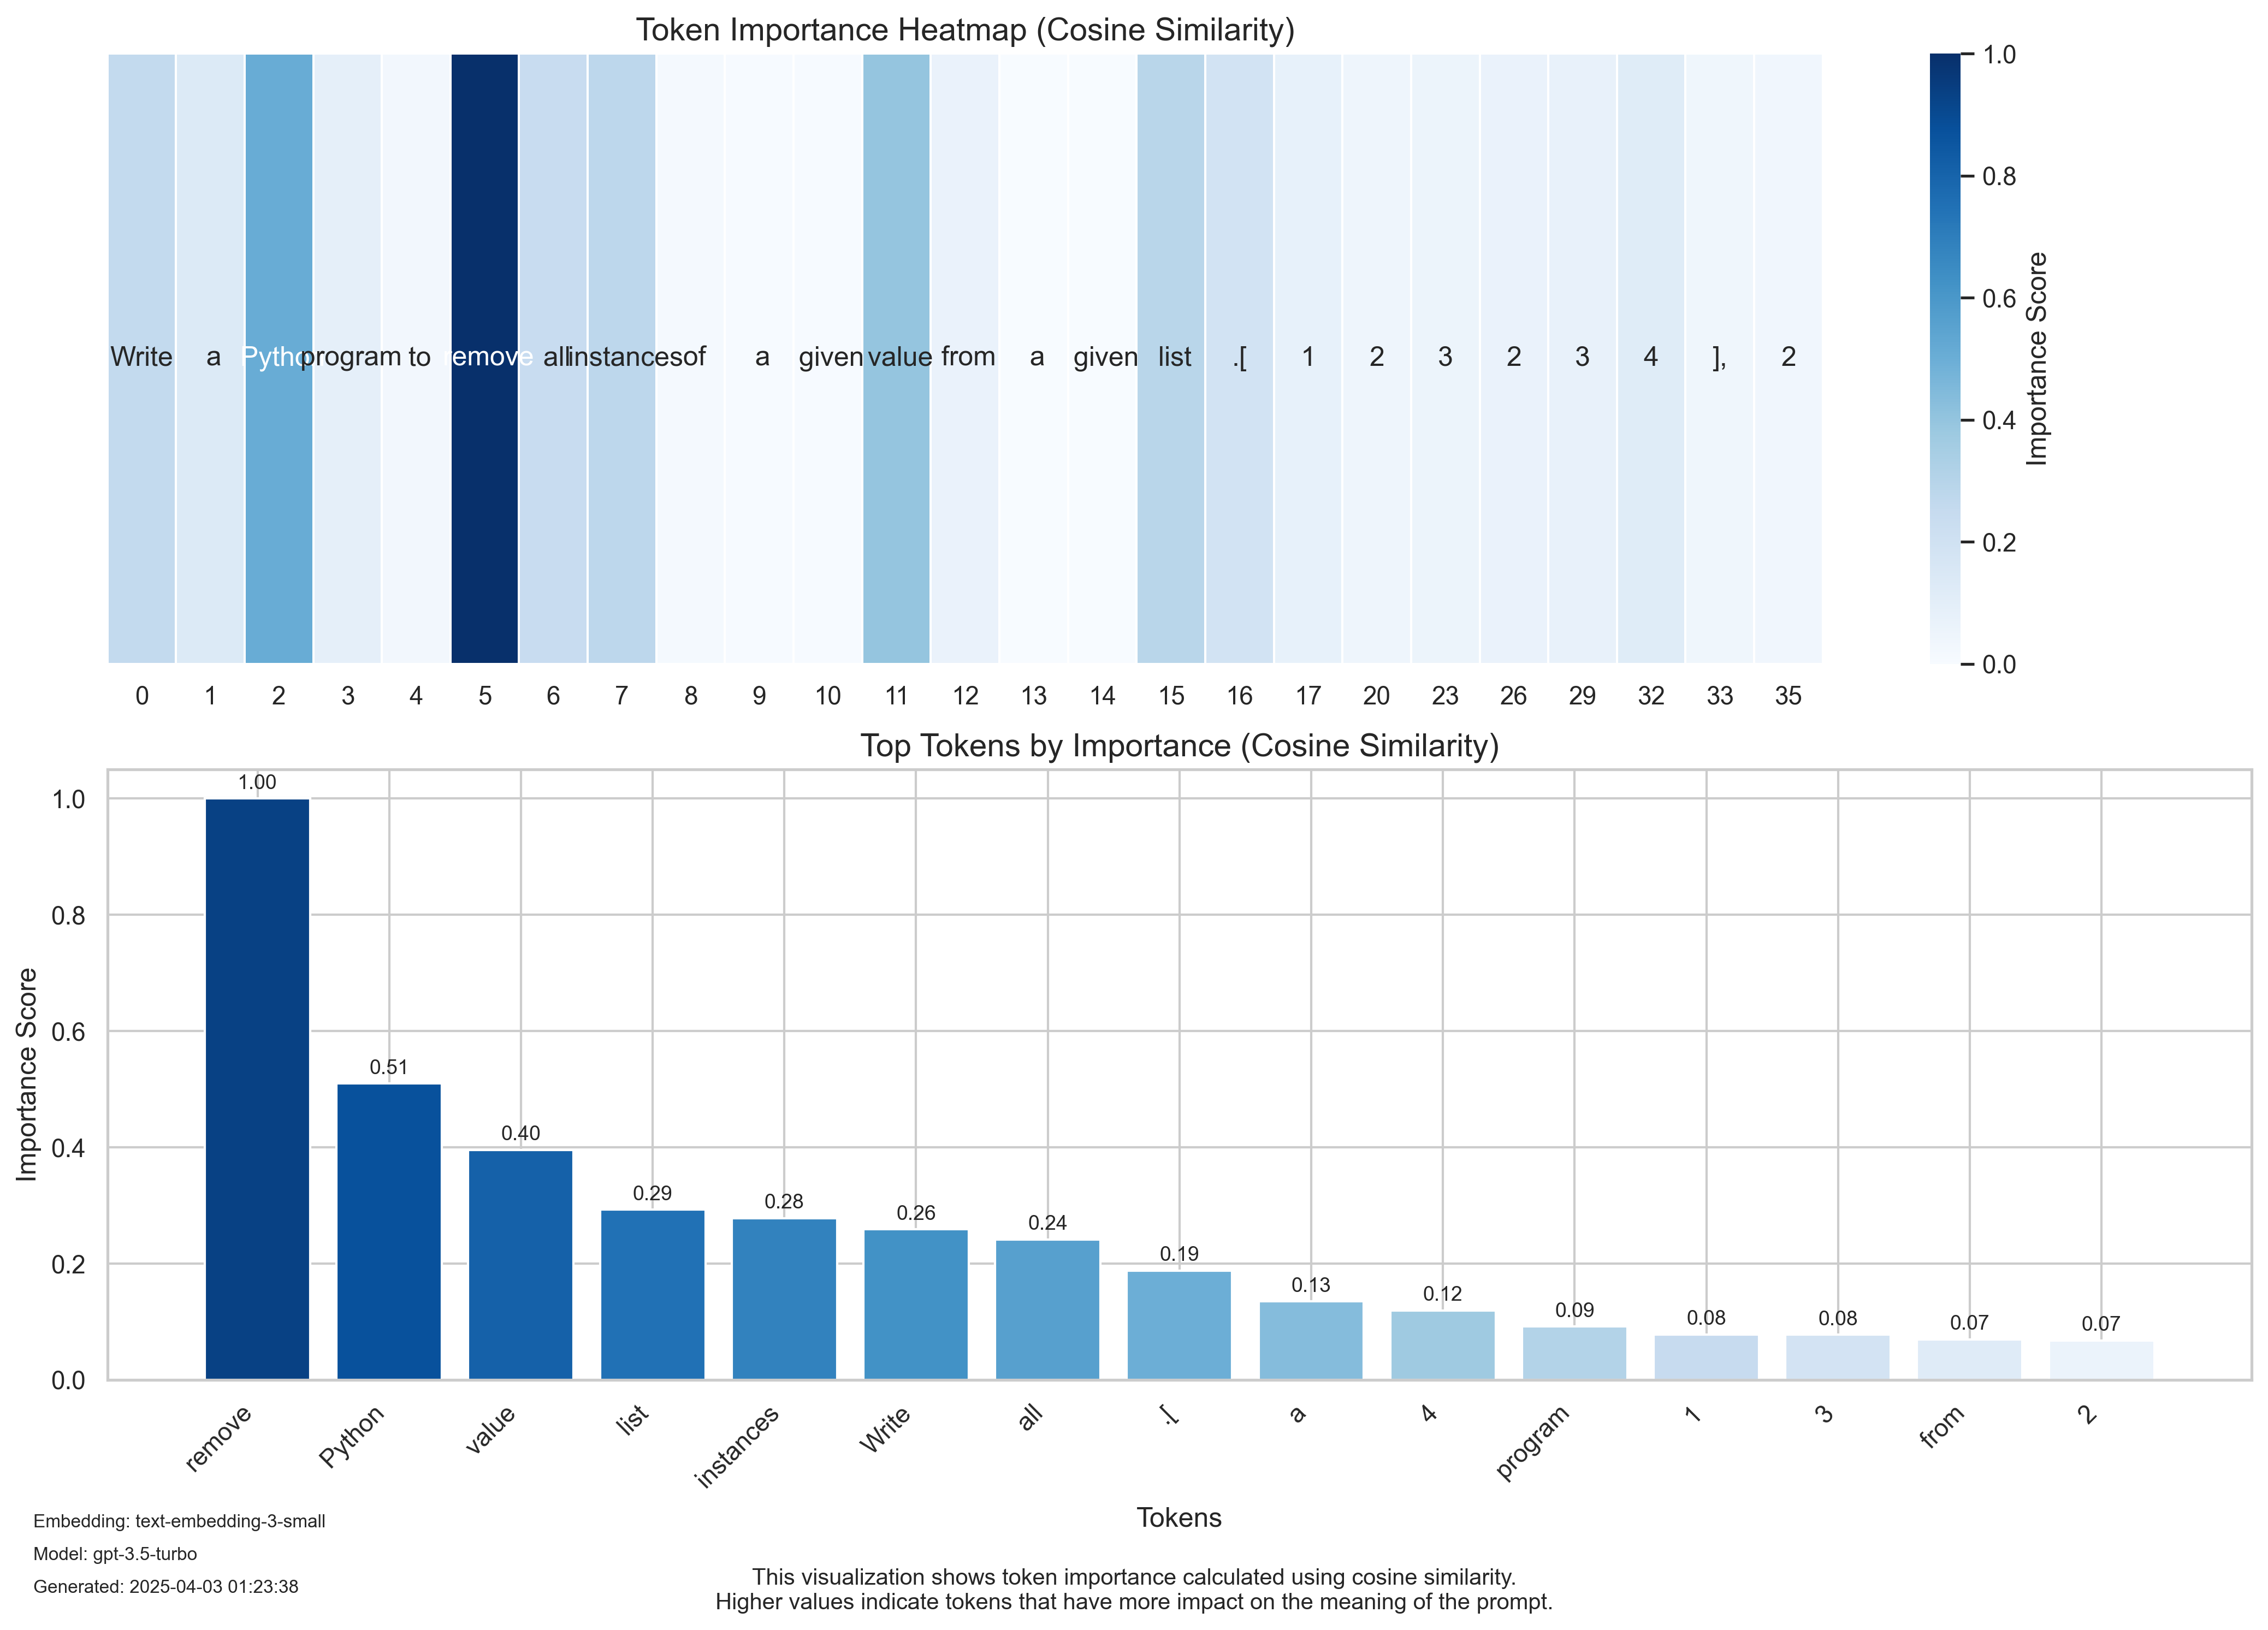 Token Importance Heatmap (Cosine Similarity)
Write a Pytho program to remove all instances of a given value from a given list .[ 1 2 3 2 3 4 ], 2
0 1 2 3 4 5 6 7 8 9 10 11 12 13 14 15 16 17 20 23 26 29 32 33 35
1.0
0.8
0.6
0.4
0.2
0.0
Importance Score
Top Tokens by Importance (Cosine Similarity)
1.0
0.8
0.6
0.4
0.2
0.0
Importance Score
1.00 0.51 0.40 0.29 0.28 0.26 0.24 0.19 0.13 0.12 0.09 0.08 0.08 0.07 0.07
remove Python value list instances Write all .[ a 4 program 1 3 from 2
Tokens
Embedding: text-embedding-3-small
Model: gpt-3.5-turbo
Generated: 2025-04-03 01:23:38
This visualization shows token importance calculated using cosine similarity.
Higher values indicate tokens that have more impact on the meaning of the prompt.